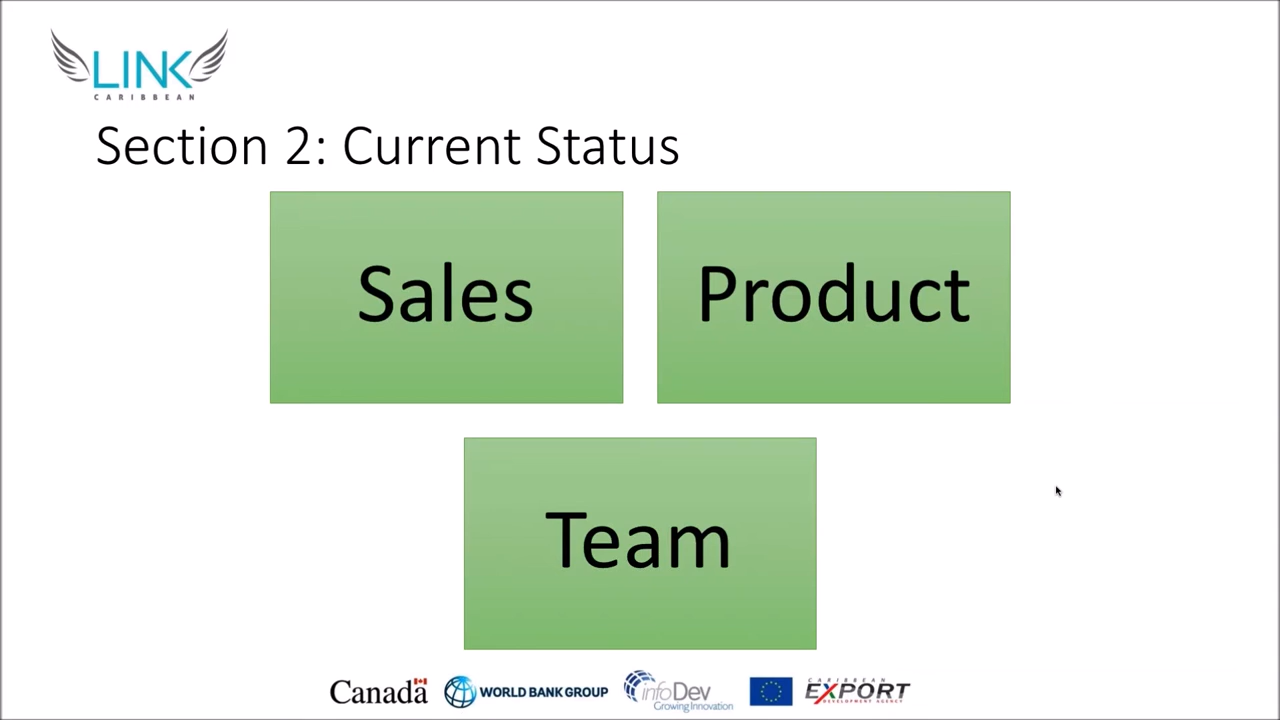 LINK
CARIBBEAN
Section 2: Current Status
Sales
Product
Team
Canada
WORLD BANK GROUP
infoDev
Growing Innovation
CARIBBEAN
EXPORT
DEVELOPMENT AGENCY